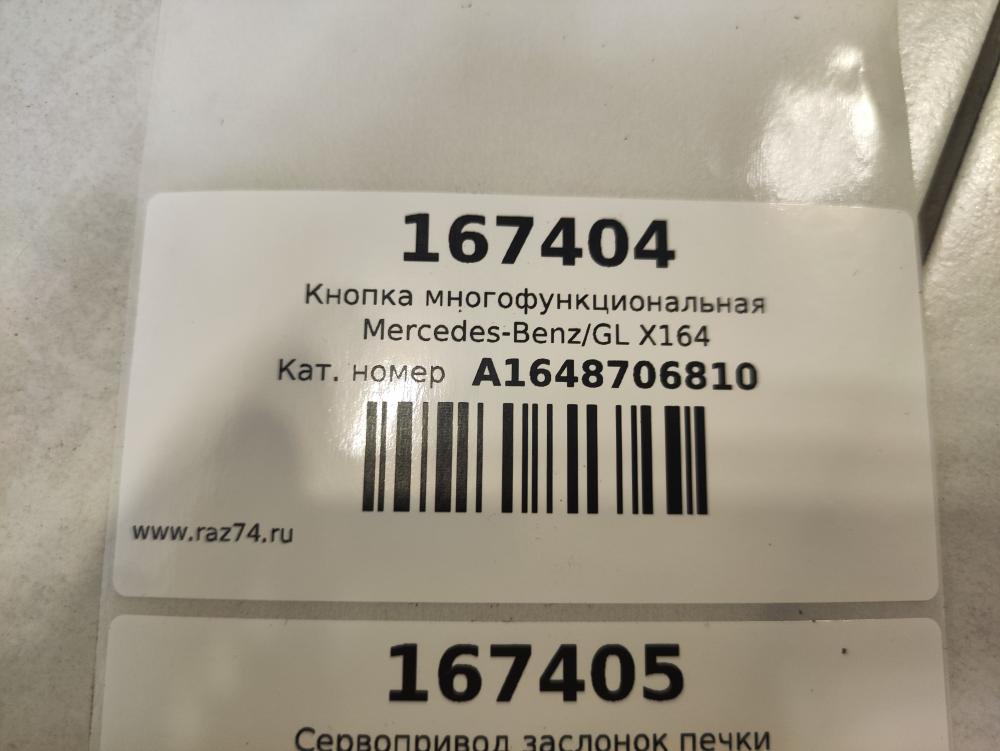 167404
Кнопка многофункциональная
Mercedes-Benz/GL X164
Кат. номер A1648706810
www.raz74.ru
167405
Сервопривод заслонок печки